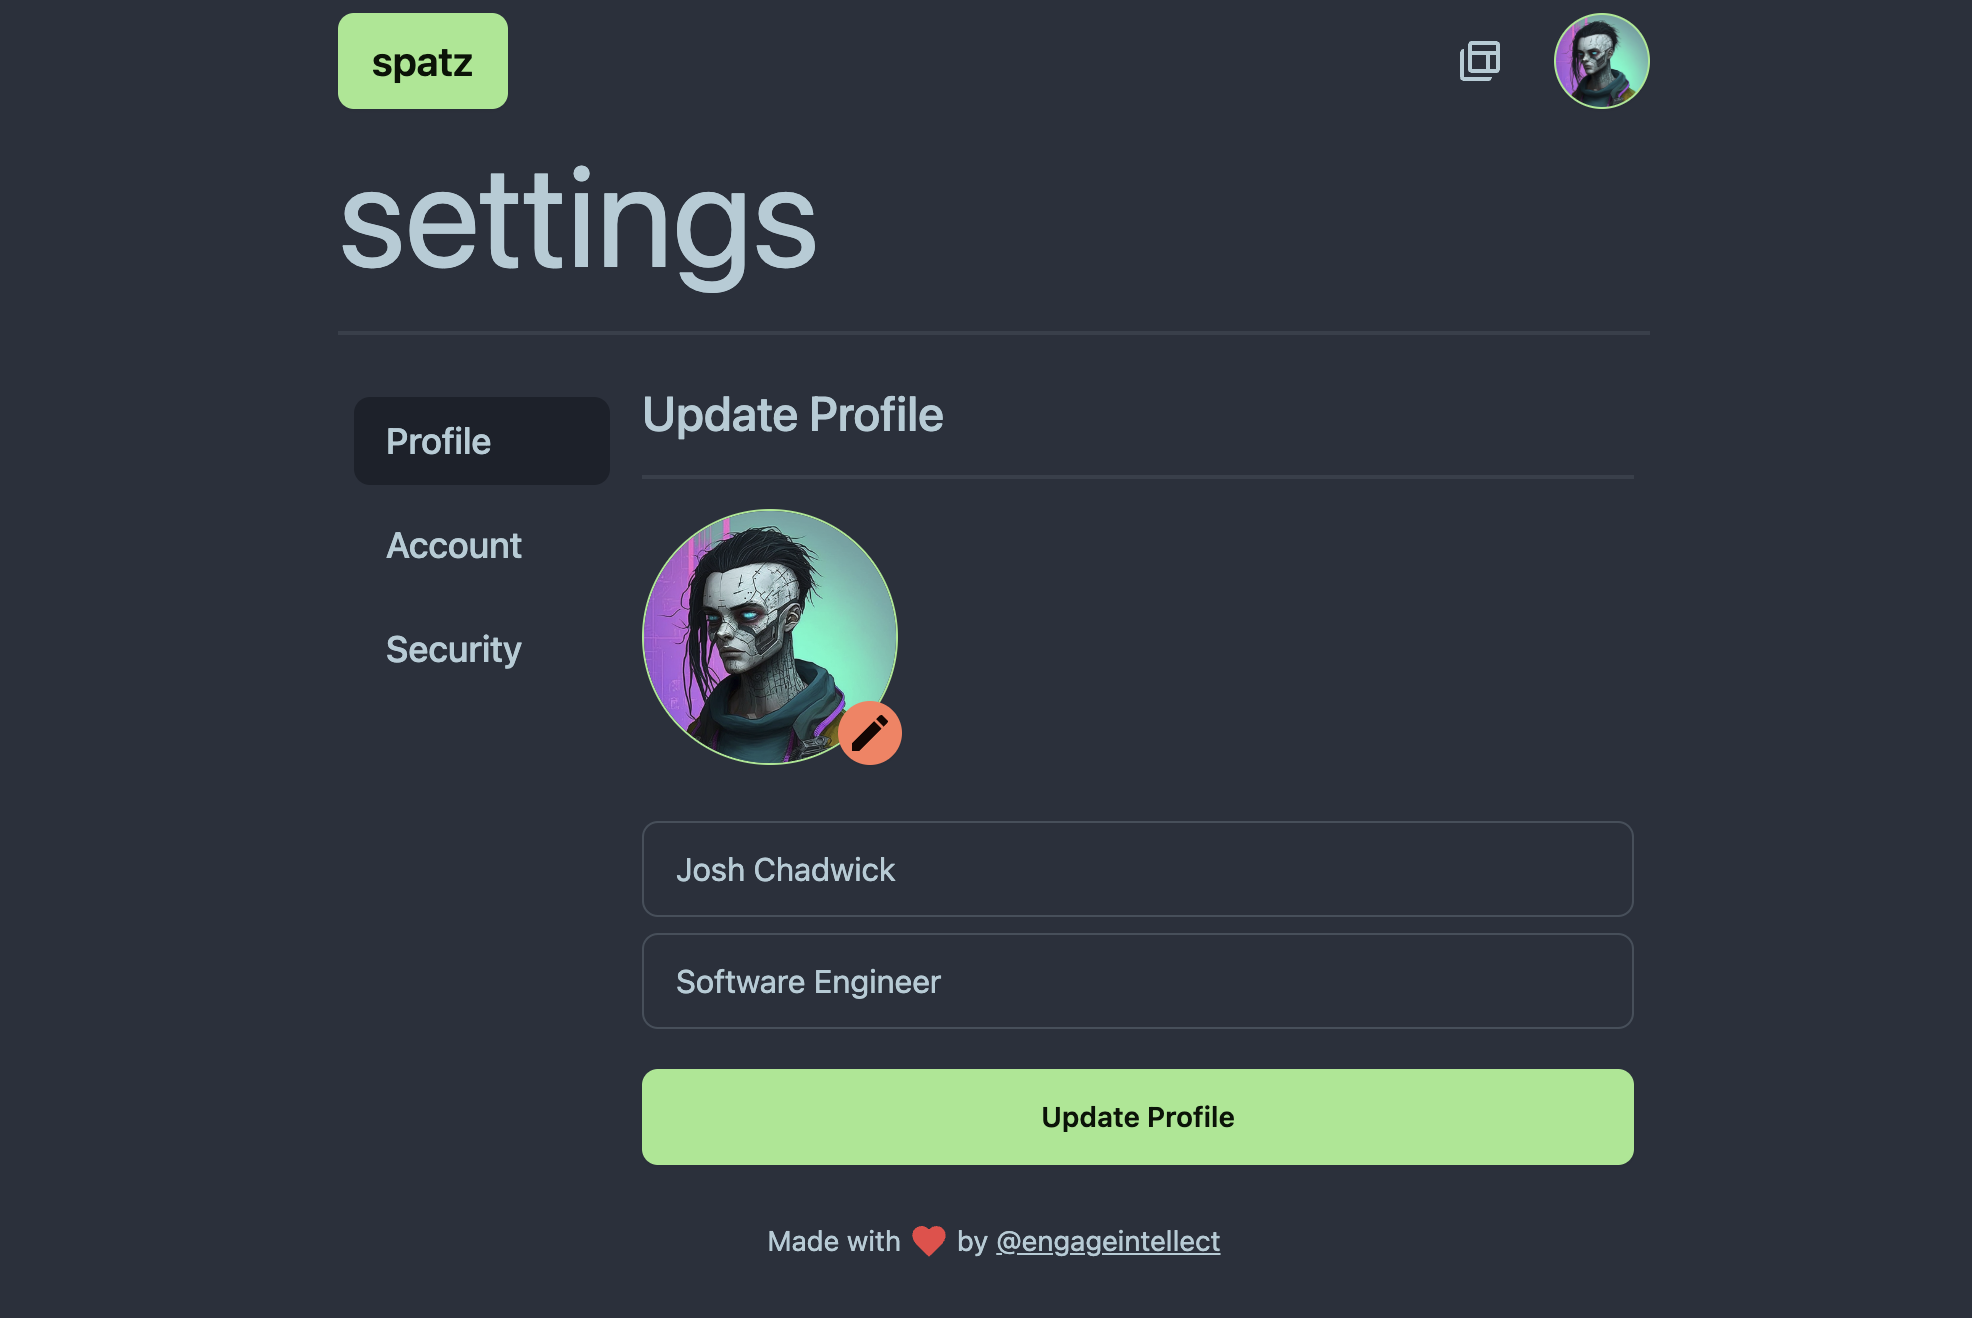 spatz
settings
Profile
Account
Security
Update Profile
Josh Chadwick
Software Engineer
Update Profile
Made with ❤ by @engageintellect